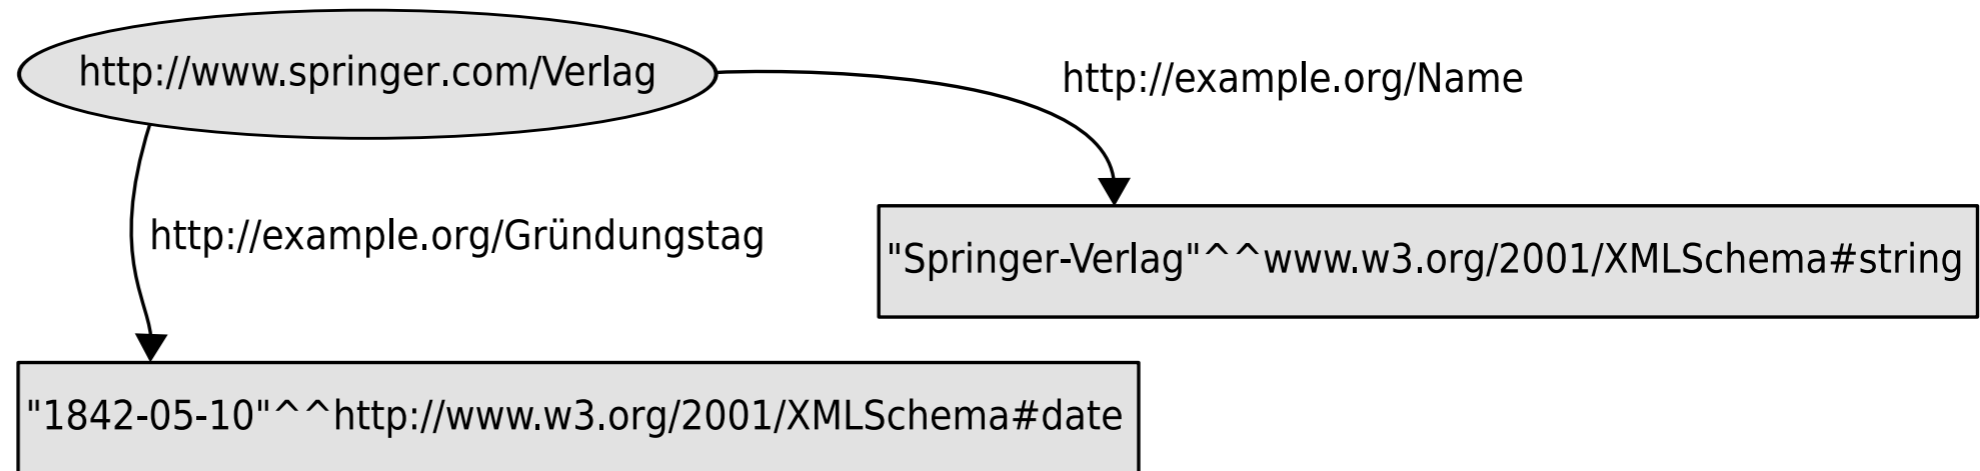 http://www.springer.com/Verlag
http://example.org/Name
http://example.org/Gründungstag
"Springer-Verlag"^^www.w3.org/2001/XMLSchema#string
"1842-05-10"^^http://www.w3.org/2001/XMLSchema#date